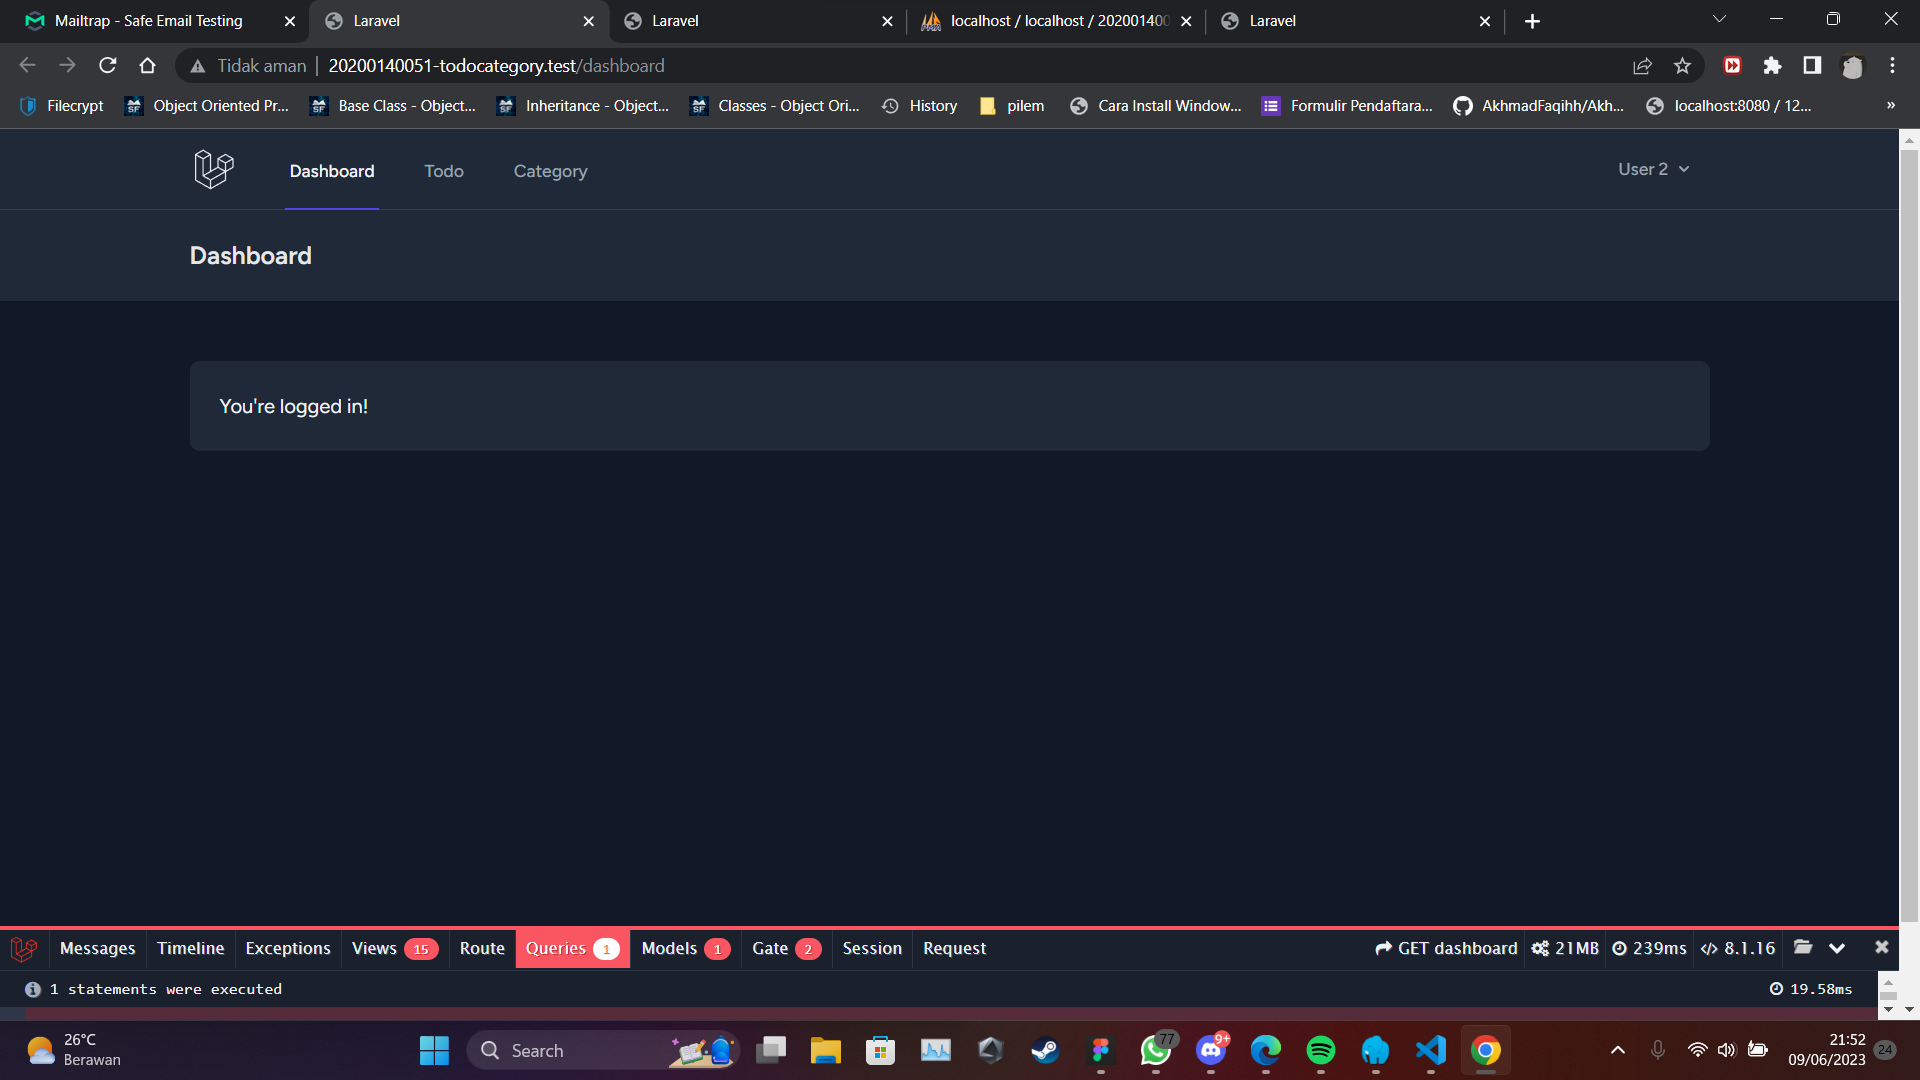 Mailtrap - Safe Email Testing
Laravel
Laravel
localhost / localhost / 202001400
Laravel
Tidak aman
20200140051-todocategory.test/dashboard
Filecrypt
Object Oriented Pr...
Base Class - Object...
Inheritance - Object...
Classes - Object Ori...
History
pilem
Cara Install Window...
Formulir Pendaftara...
AkhmadFaqihh/Akh...
localhost:8080 / 12...
»
Dashboard
Todo
Category
User 2
Dashboard
You're logged in!
Messages
Timeline
Exceptions
Views 15
Route
Queries 1
Models 1
Gate 2
Session
Request
GET dashboard
21MB
239ms
8.1.16
1 statements were executed
19.58ms
26°C
Berawan
Search
77
9+
21:52
09/06/2023
24